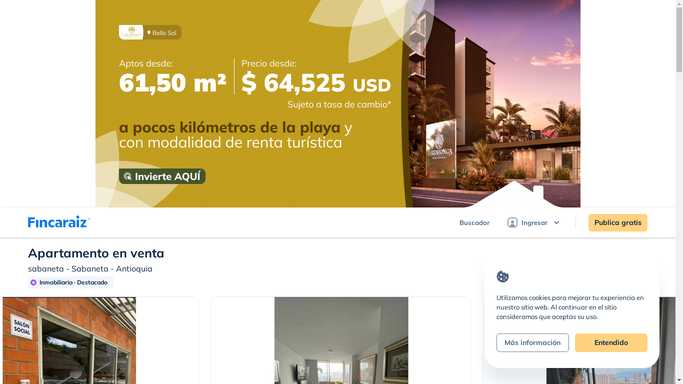 Bello Sol
Aptos desde:
61,50 m²
Precio desde:
$ 64,525 USD
Sujeto a tasa de cambio*
a pocos kilómetros de la playa y
con modalidad de renta turística
Invierte AQUÍ
Fincaraiz
Buscador
Ingresar
Publica gratis
Apartamento en venta
sabaneta - Sabaneta - Antioquia
Inmobiliaria · Destacado
SALÓN
SOCIAL
Utilizamos cookies para mejorar tu experiencia en
nuestro sitio web. Al continuar en el sitio
consideramos que aceptas su uso.
Más información
Entendido